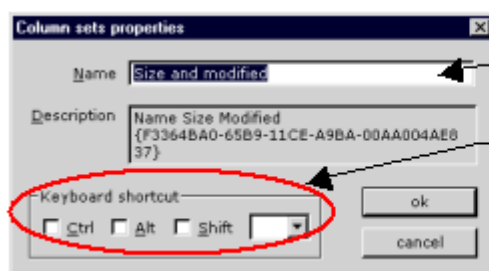 Column sets properties
Name Size and modified
Description Name Size Modified
{F3364BA0-65B9-11CE-A9BA-00AA004AE8
37}
Keyboard shortcut
Ctrl Alt Shift
ok
cancel